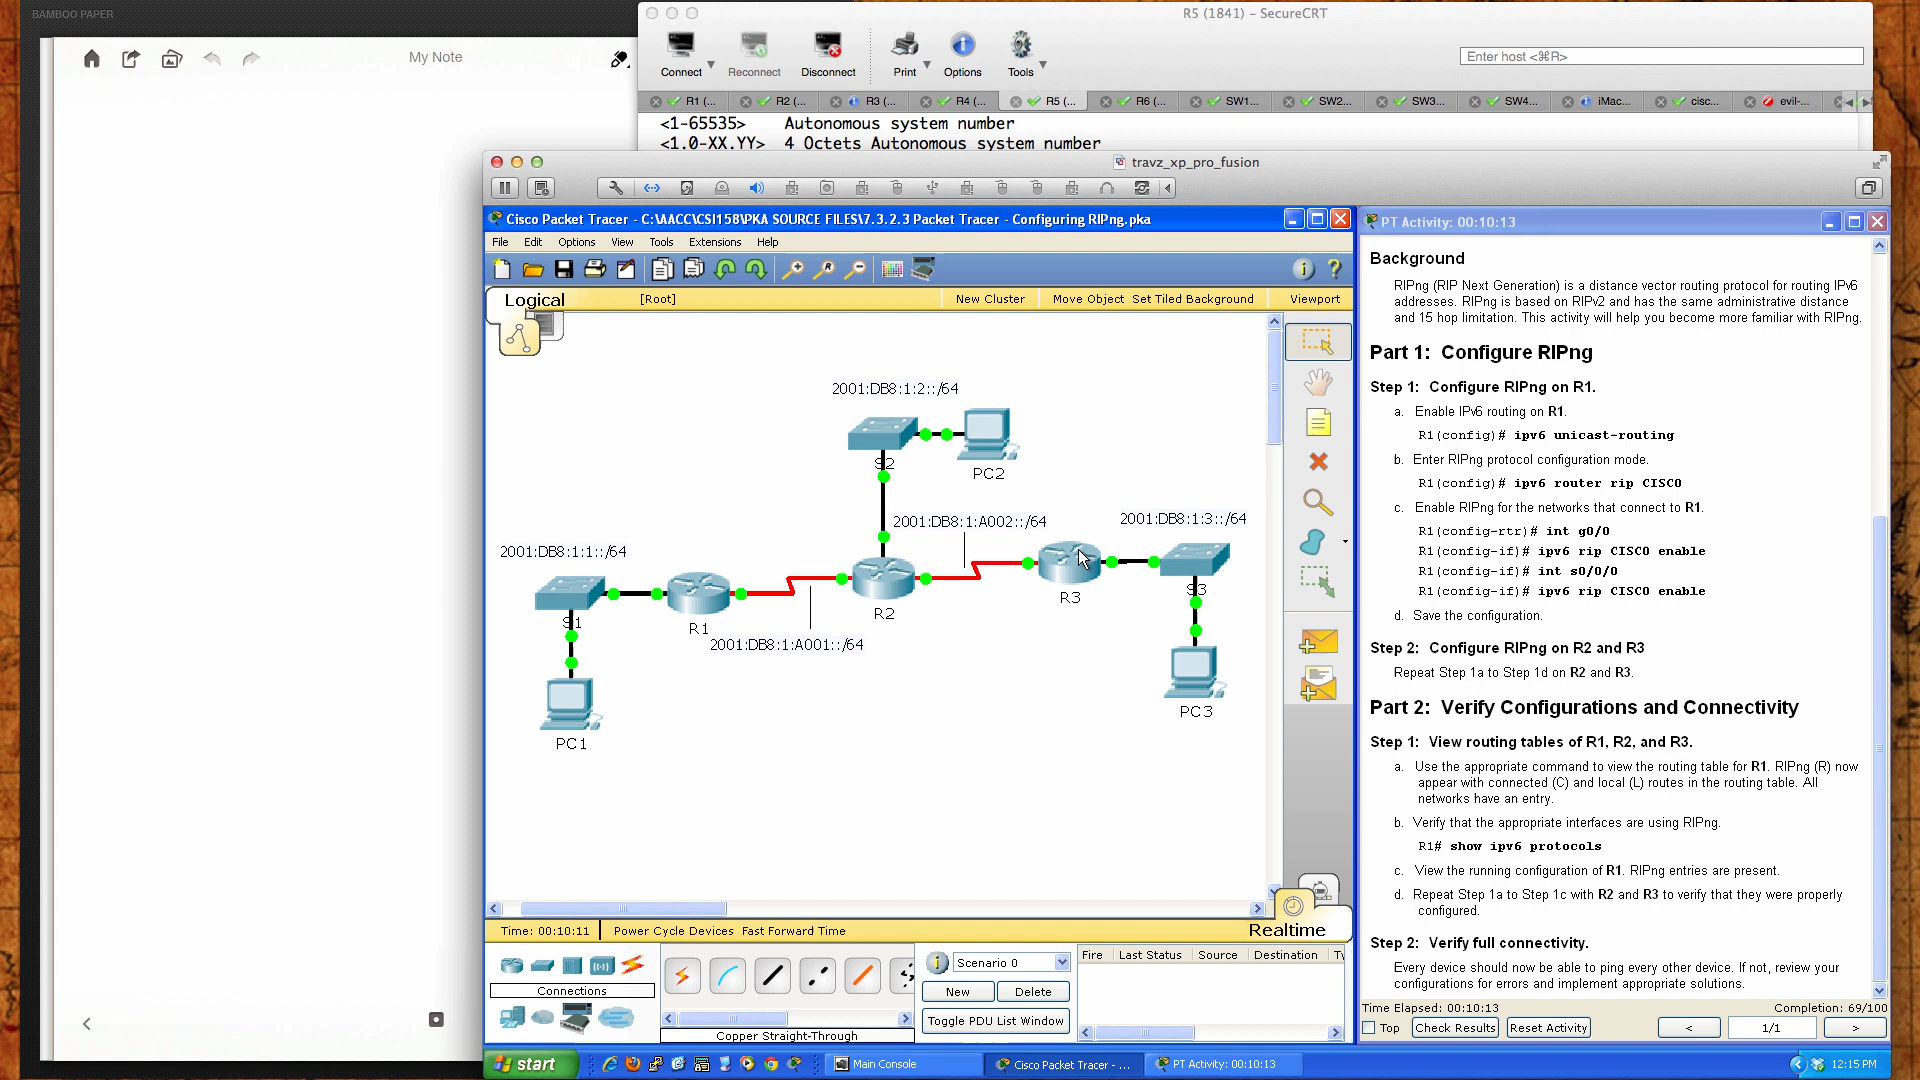 BAMBOO PAPER
My Note
R5 (1841) – SecureCRT
Connect
Reconnect
Disconnect
Print
Options
Tools
Enter host <⌘R>
R1 (...
R2 (...
R3 (...
R4 (...
R5 (...
R6 (...
SW1...
SW2...
SW3...
SW4...
iMac...
cisc...
evil-...
<1-65535> Autonomous system number
<1.0-XX.YY> 4 Octets Autonomous system number
travz_xp_pro_fusion
Cisco Packet Tracer - C:\AACC\CSI158\PKA SOURCE FILES\7.3.2.3 Packet Tracer - Configuring RIPng.pka
File Edit Options View Tools Extensions Help
Logical
[Root]
New Cluster
Move Object
Set Tiled Background
Viewport
2001:DB8:1:2::/64
S2
PC2
2001:DB8:1:A002::/64
2001:DB8:1:3::/64
2001:DB8:1:1::/64
S1
R1
R2
R3
S3
2001:DB8:1:A001::/64
PC1
PC3
Time: 00:10:11
Power Cycle Devices Fast Forward Time
Realtime
Connections
Copper Straight-Through
Scenario 0
New
Delete
Toggle PDU List Window
Fire
Last Status
Source
Destination
PT Activity: 00:10:13
Background
RIPng (RIP Next Generation) is a distance vector routing protocol for routing IPv6
addresses. RIPng is based on RIPv2 and has the same administrative distance
and 15 hop limitation. This activity will help you become more familiar with RIPng.
Part 1: Configure RIPng
Step 1: Configure RIPng on R1.
a. Enable IPv6 routing on R1.
R1(config)# ipv6 unicast-routing
b. Enter RIPng protocol configuration mode.
R1(config)# ipv6 router rip CISCO
c. Enable RIPng for the networks that connect to R1.
R1(config-rtr)# int g0/0
R1(config-if)# ipv6 rip CISCO enable
R1(config-if)# int s0/0/0
R1(config-if)# ipv6 rip CISCO enable
d. Save the configuration.
Step 2: Configure RIPng on R2 and R3
Repeat Step 1a to Step 1d on R2 and R3.
Part 2: Verify Configurations and Connectivity
Step 1: View routing tables of R1, R2, and R3.
a. Use the appropriate command to view the routing table for R1. RIPng (R) now
appear with connected (C) and local (L) routes in the routing table. All
networks have an entry.
b. Verify that the appropriate interfaces are using RIPng.
R1# show ipv6 protocols
c. View the running configuration of R1. RIPng entries are present.
d. Repeat Step 1a to Step 1c with R2 and R3 to verify that they were properly
configured.
Step 2: Verify full connectivity.
Every device should now be able to ping every other device. If not, review your
configurations for errors and implement appropriate solutions.
Time Elapsed: 00:10:13
Completion: 69/100
Top
Check Results
Reset Activity
<
1/1
>
start
Main Console
Cisco Packet Tracer - ...
PT Activity: 00:10:13
12:15 PM